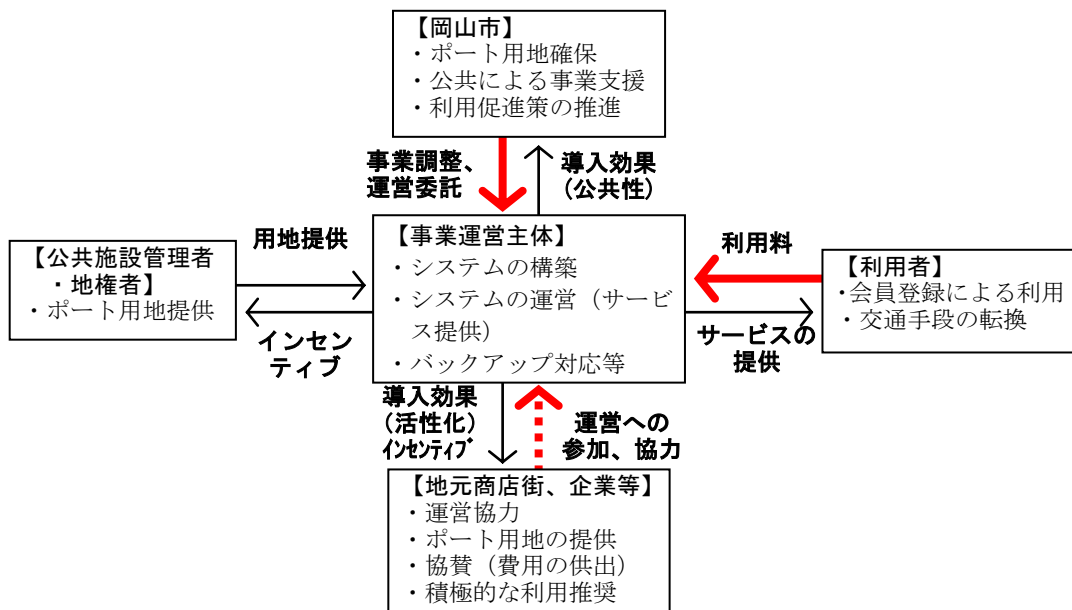 【岡山市】
・ポート用地確保
・公共による事業支援
・利用促進策の推進
事業調整、
運営委託
導入効果
(公共性)
【公共施設管理者
・地権者】
・ポート用地提供
用地提供
インセン
ティブ
【事業運営主体】
・システムの構築
・システムの運営（サービ
ス提供）
・バックアップ対応等
利用料
サービスの
提供
【利用者】
・会員登録による利用
・交通手段の転換
導入効果
(活性化)
ｲﾝｾﾝﾃｨﾌﾞ
運営への
参加、協力
【地元商店街、企業等】
・運営協力
・ポート用地の提供
・協賛（費用の供出）
・積極的な利用推奨